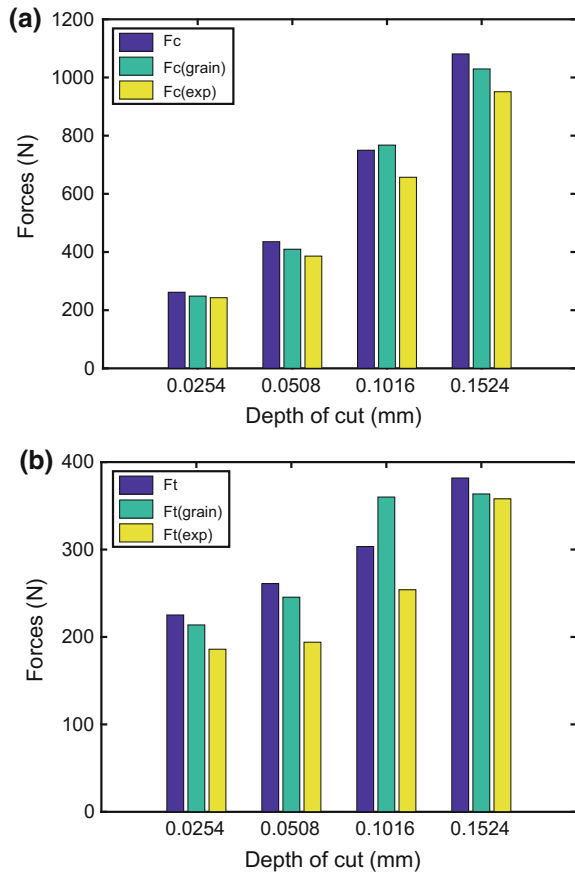 (a)
1200
1000
800
600
400
200
0
Forces (N)
Fc
Fc(grain)
Fc(exp)
0.0254 0.0508 0.1016 0.1524
Depth of cut (mm)
(b)
400
300
200
100
0
Forces (N)
Ft
Ft(grain)
Ft(exp)
0.0254 0.0508 0.1016 0.1524
Depth of cut (mm)